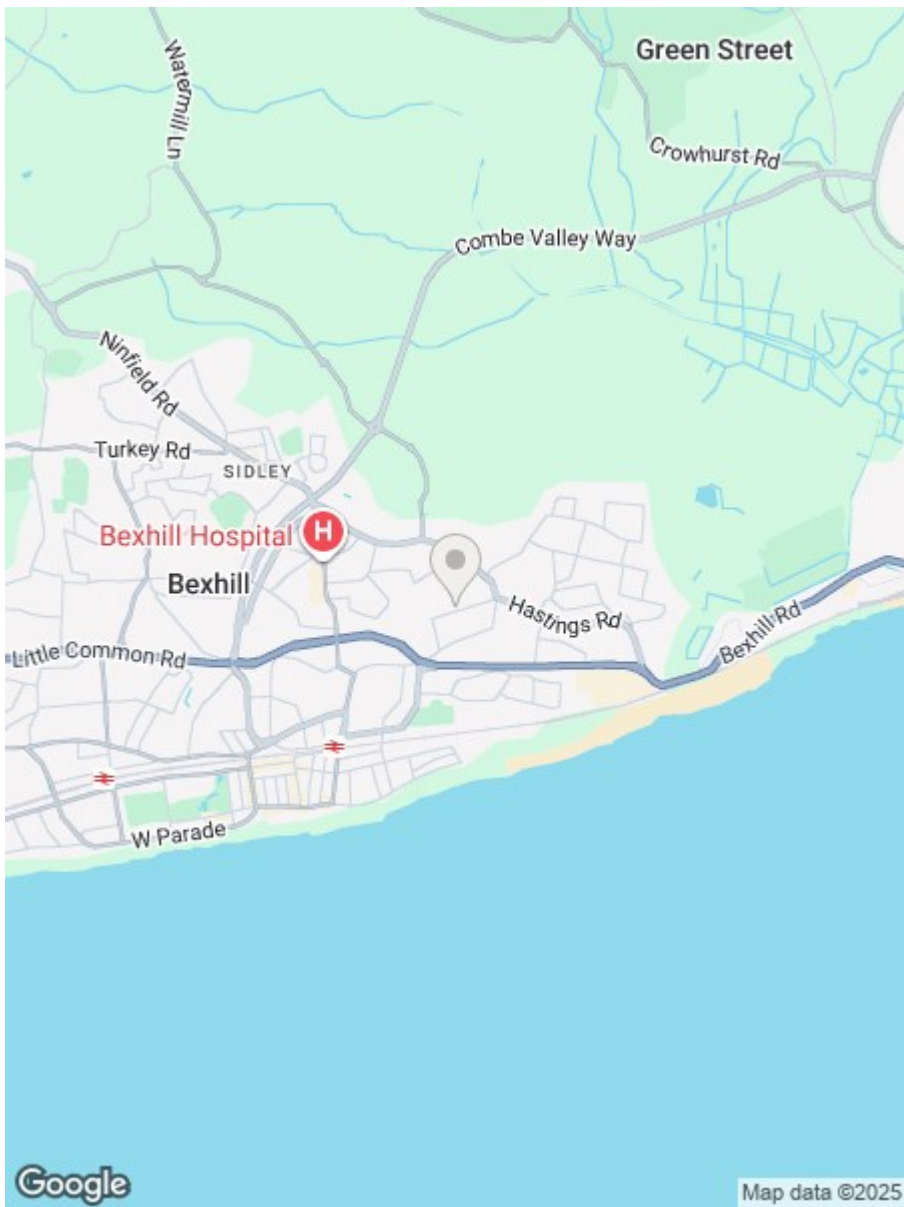 Green Street
Watermill Ln
Crowhurst Rd
Combe Valley Way
Ninfield Rd
Turkey Rd
SIDLEY
Bexhill Hospital
H
Bexhill
Hastings Rd
Bexhill Rd
Little Common Rd
W Parade
Google
Map data ©2025